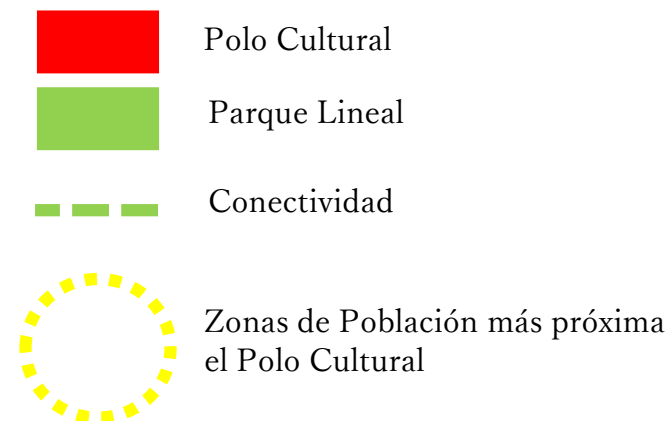 Polo Cultural
Parque Lineal
Conectividad
Zonas de Población más próxima
el Polo Cultural